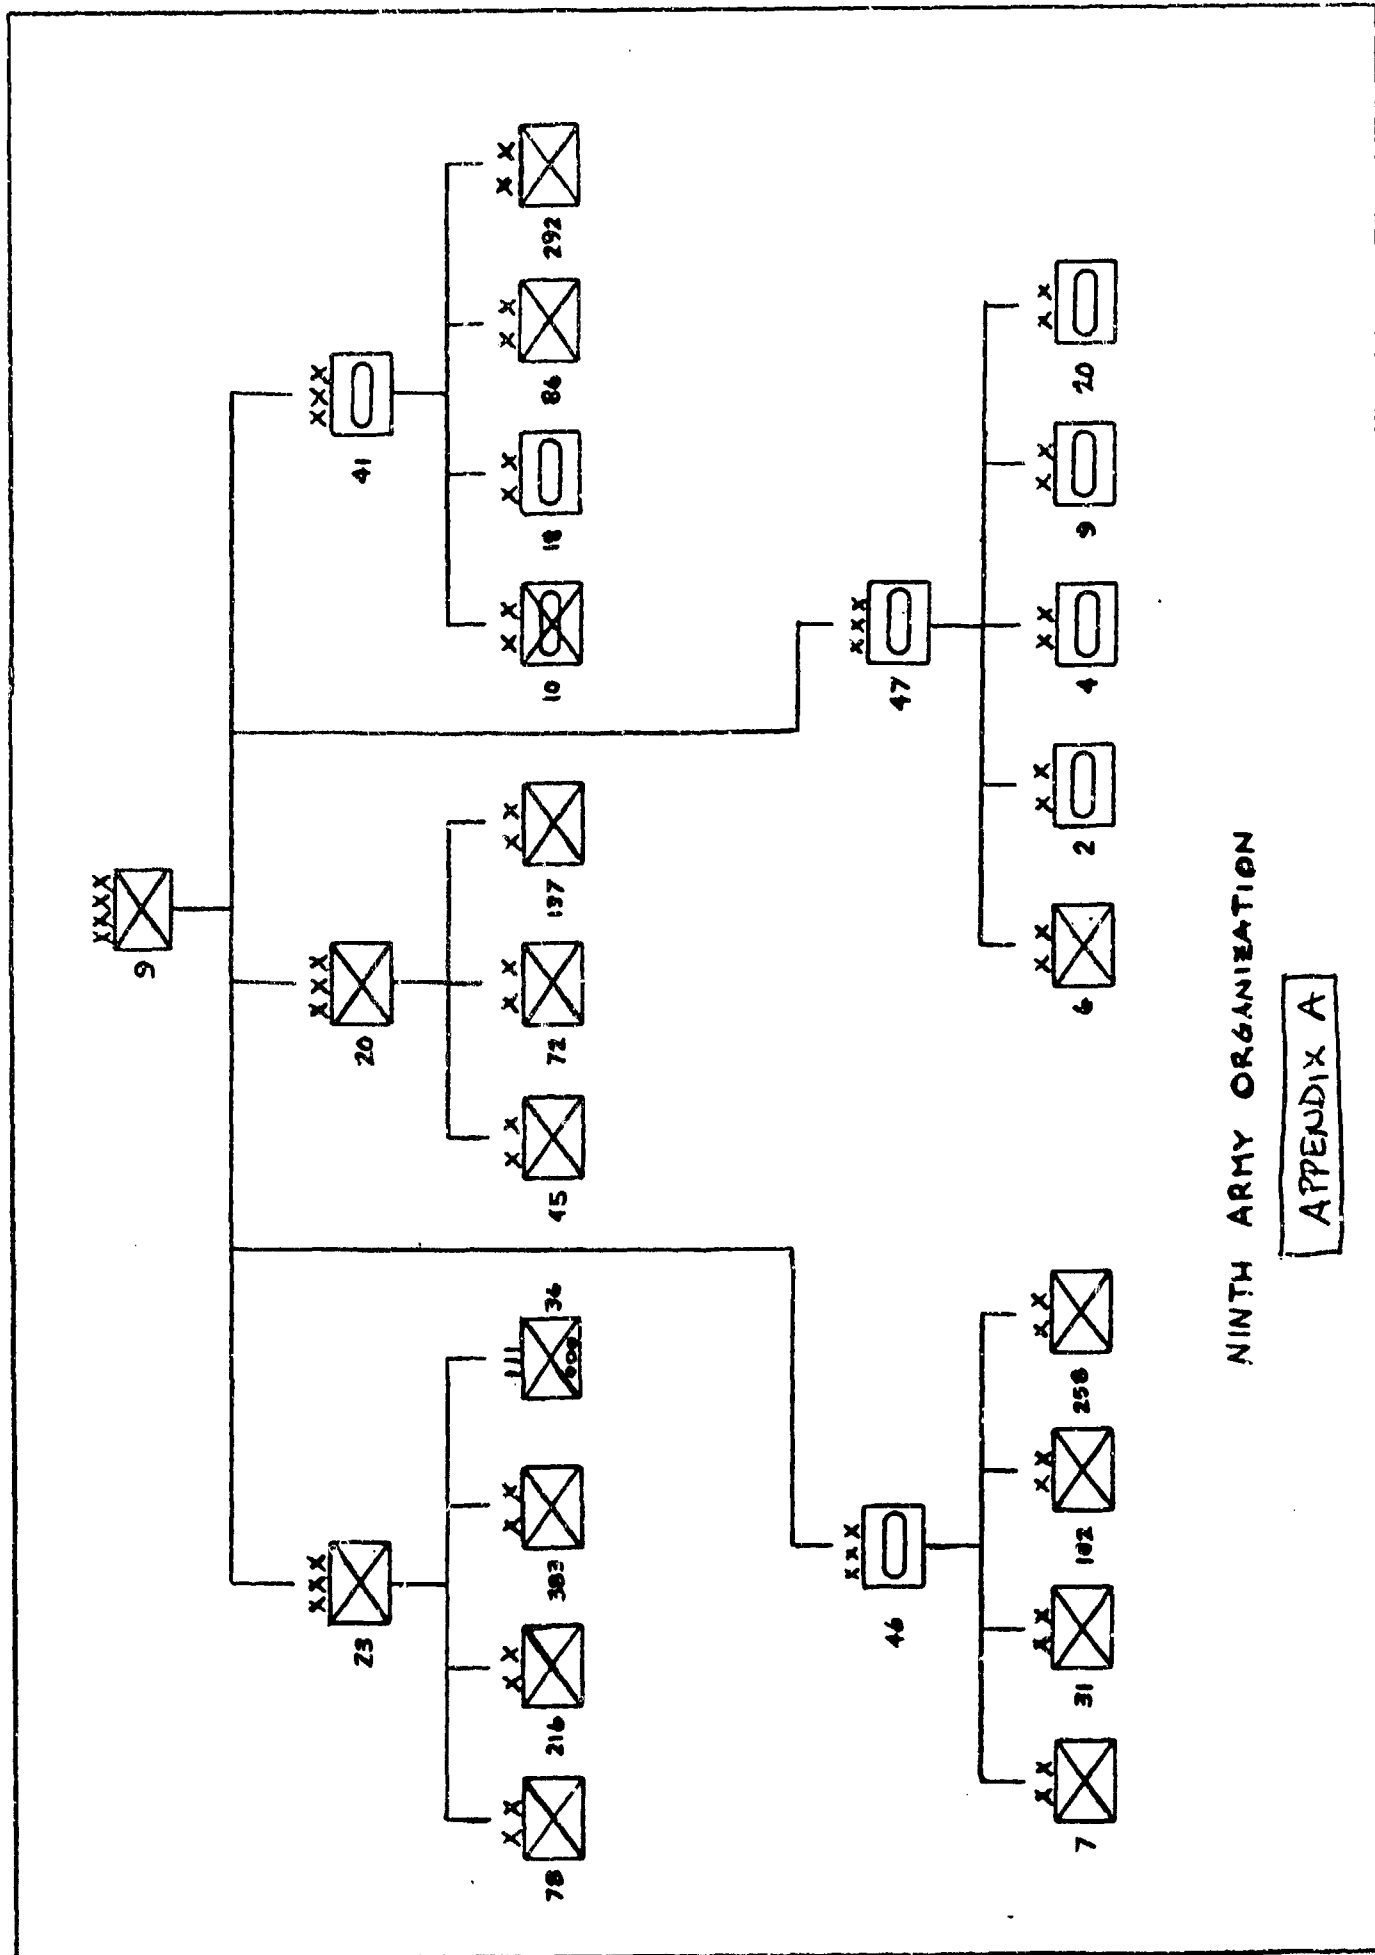 XXXX
9
XXX XXX XXX
23 20 41
XX XX XX III XX XX XX XX XX XX XX
78 216 383 36 45 72 137 10 18 86 292
XXX XXX
46 47
XX XX XX XX XX XX XX XX XX
7 31 102 258 6 2 4 9 20
NINTH ARMY ORGANIZATION
APPENDIX A